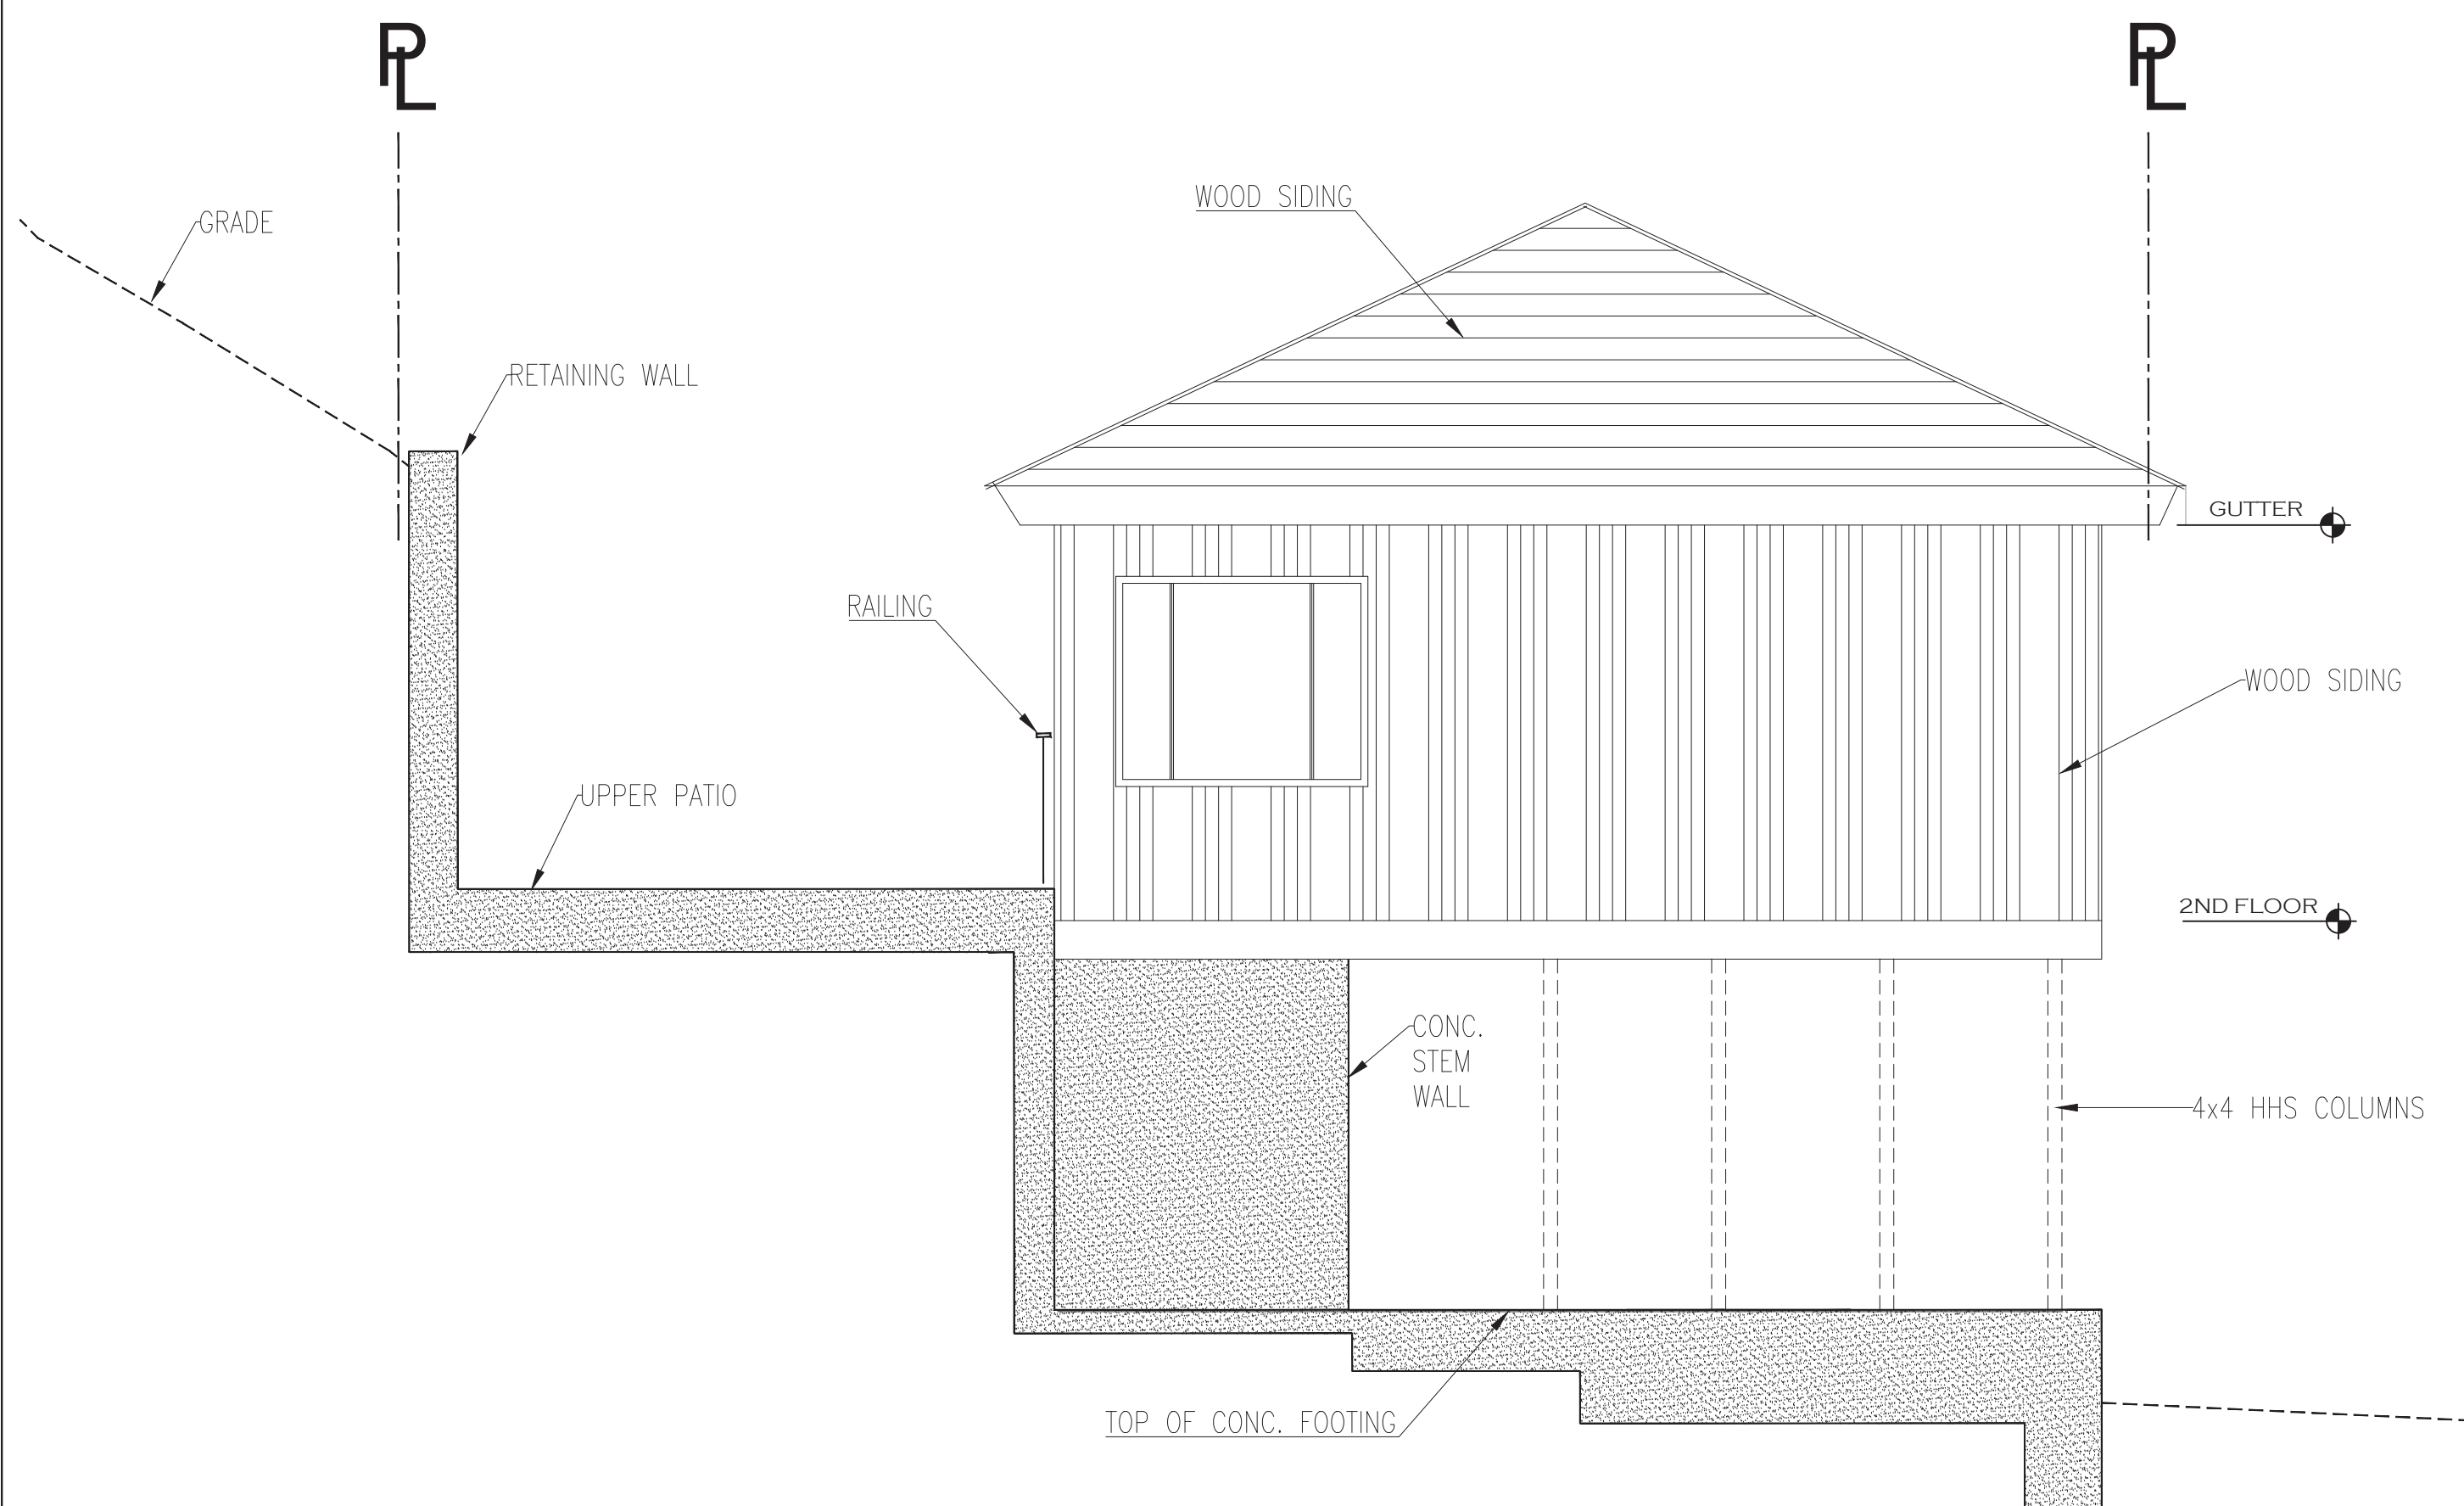 PL
PL
WOOD SIDING
GRADE
RETAINING WALL
GUTTER
RAILING
WOOD SIDING
UPPER PATIO
2ND FLOOR
CONC.
STEM
WALL
4x4 HHS COLUMNS
TOP OF CONC. FOOTING